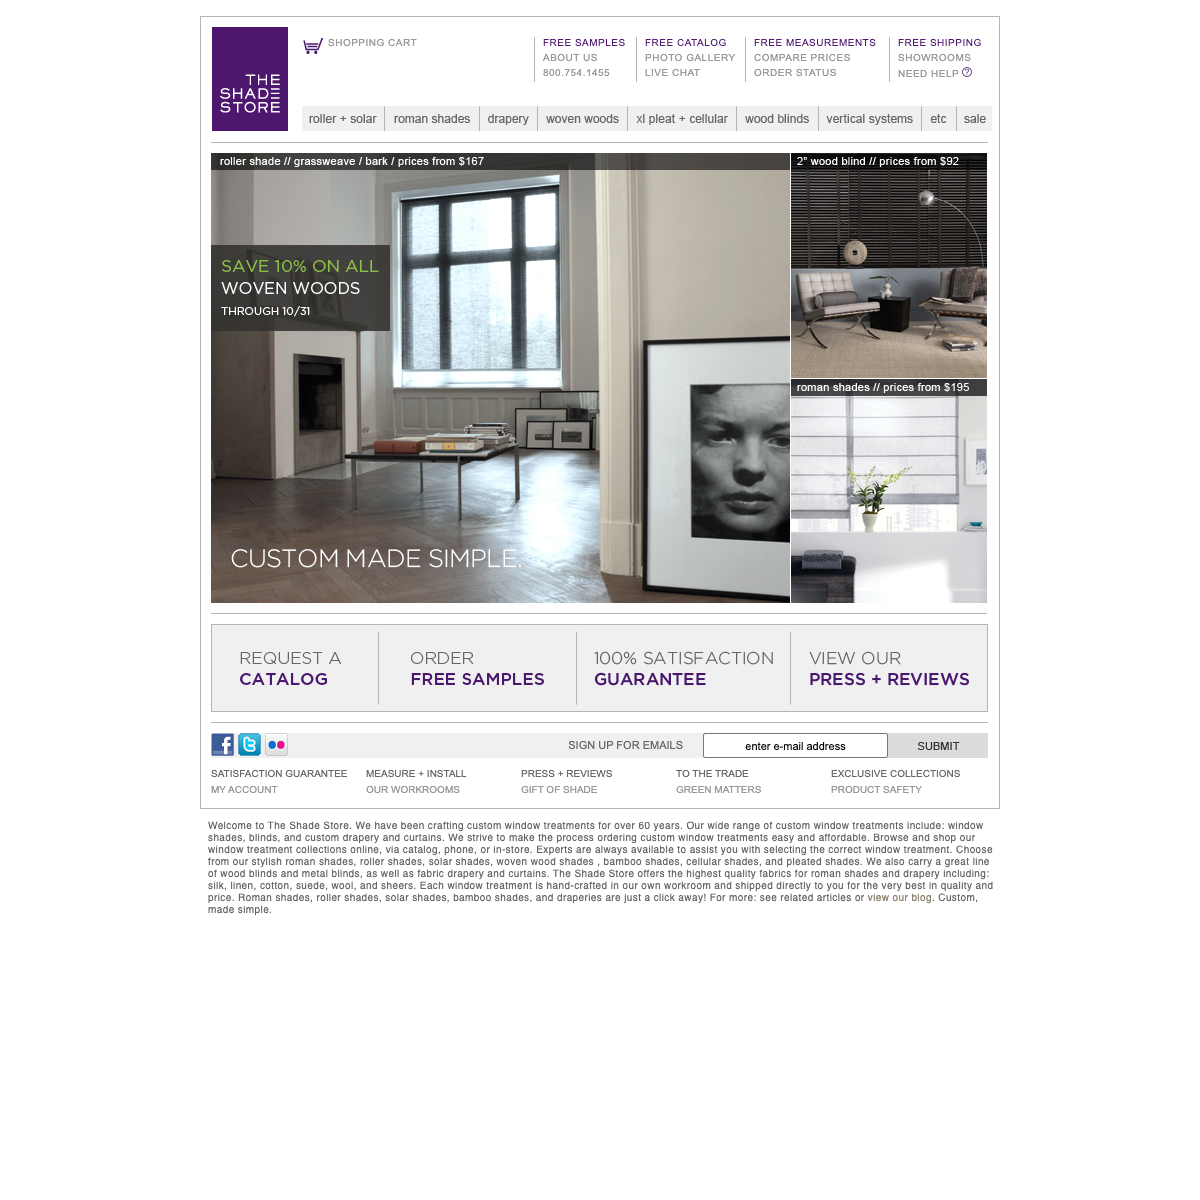 THE
SHADE
STORE
SHOPPING CART
FREE SAMPLES
ABOUT US
800.754.1455
FREE CATALOG
PHOTO GALLERY
LIVE CHAT
FREE MEASUREMENTS
COMPARE PRICES
ORDER STATUS
FREE SHIPPING
SHOWROOMS
NEED HELP ?
roller + solar roman shades drapery woven woods xl pleat + cellular wood blinds vertical systems etc sale
roller shade // grassweave / bark / prices from $167
2" wood blind // prices from $92
SAVE 10% ON ALL
WOVEN WOODS
THROUGH 10/31
roman shades // prices from $195
CUSTOM MADE SIMPLE.
REQUEST A
CATALOG
ORDER
FREE SAMPLES
100% SATISFACTION
GUARANTEE
VIEW OUR
PRESS + REVIEWS
SIGN UP FOR EMAILS enter e-mail address SUBMIT
SATISFACTION GUARANTEE MEASURE + INSTALL PRESS + REVIEWS TO THE TRADE EXCLUSIVE COLLECTIONS
MY ACCOUNT OUR WORKROOMS GIFT OF SHADE GREEN MATTERS PRODUCT SAFETY
Welcome to The Shade Store. We have been crafting custom window treatments for over 60 years. Our wide range of custom window treatments include: window
shades, blinds, and custom drapery and curtains. We strive to make the process ordering custom window treatments easy and affordable. Browse and shop our
window treatment collections online, via catalog, phone, or in-store. Experts are always available to assist you with selecting the correct window treatment. Choose
from our stylish roman shades, roller shades, solar shades, woven wood shades , bamboo shades, cellular shades, and pleated shades. We also carry a great line
of wood blinds and metal blinds, as well as fabric drapery and curtains. The Shade Store offers the highest quality fabrics for roman shades and drapery including:
silk, linen, cotton, suede, wool, and sheers. Each window treatment is hand-crafted in our own workroom and shipped directly to you for the very best in quality and
price. Roman shades, roller shades, solar shades, bamboo shades, and draperies are just a click away! For more: see related articles or view our blog. Custom,
made simple.